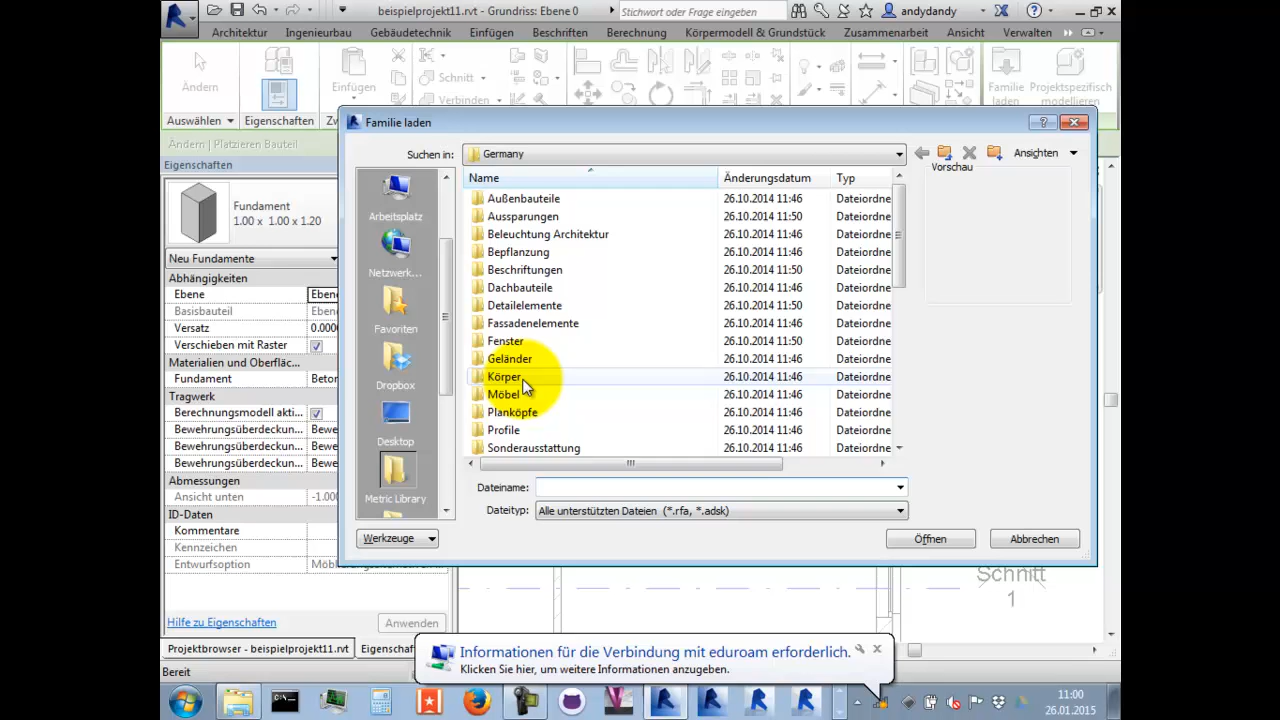 beispielprojekt11.rvt - Grundriss: Ebene 0
Stichwort oder Frage eingeben
andydandy
Architektur Ingenieurbau Gebäudetechnik Einfügen Beschriften Berechnung Körpermodell & Grundstück Zusammenarbeit Ansicht Verwalten
Ändern
Einfügen
Schnitt
Verbinden
Familie laden
Projektspezifisch modellieren
Auswählen
Eigenschaften
Ändern | Platzieren Bauteil
Eigenschaften
Fundament
1.00 x 1.00 x 1.20
Neu Fundamente
Abhängigkeiten
Ebene Ebene
Basisbauteil Ebene
Versatz 0.0000
Verschieben mit Raster
Materialien und Oberfläc...
Fundament Beton
Tragwerk
Berechnungsmodell akti...
Bewehrungsüberdeckun... Bewe
Bewehrungsüberdeckun... Bewe
Bewehrungsüberdeckun... Bewe
Abmessungen
Ansicht unten -1.000
ID-Daten
Kommentare
Kennzeichen
Entwurfsoption
Hilfe zu Eigenschaften
Anwenden
Projektbrowser - beispielprojekt11.rvt
Bereit
Familie laden
Suchen in: Germany
Ansichten
Vorschau
Name Änderungsdatum Typ
Außenbauteile 26.10.2014 11:46 Dateiordne
Aussparungen 26.10.2014 11:50 Dateiordne
Beleuchtung Architektur 26.10.2014 11:46 Dateiordne
Bepflanzung 26.10.2014 11:46 Dateiordne
Beschriftungen 26.10.2014 11:50 Dateiordne
Dachbauteile 26.10.2014 11:46 Dateiordne
Detailelemente 26.10.2014 11:50 Dateiordne
Fassadenelemente 26.10.2014 11:46 Dateiordne
Fenster 26.10.2014 11:50 Dateiordne
Geländer 26.10.2014 11:46 Dateiordne
Körper 26.10.2014 11:46 Dateiordne
Möbel 26.10.2014 11:46 Dateiordne
Planköpfe 26.10.2014 11:46 Dateiordne
Profile 26.10.2014 11:46 Dateiordne
Sonderausstattung 26.10.2014 11:46 Dateiordne
Arbeitsplatz
Netzwerk...
Favoriten
Dropbox
Desktop
Metric Library
Dateiname:
Dateityp: Alle unterstützten Dateien (*.rfa, *.adsk)
Werkzeuge
Öffnen
Abbrechen
Schnitt
1
Informationen für die Verbindung mit eduroam erforderlich.
Klicken Sie hier, um weitere Informationen anzugeben.
11:00
26.01.2015